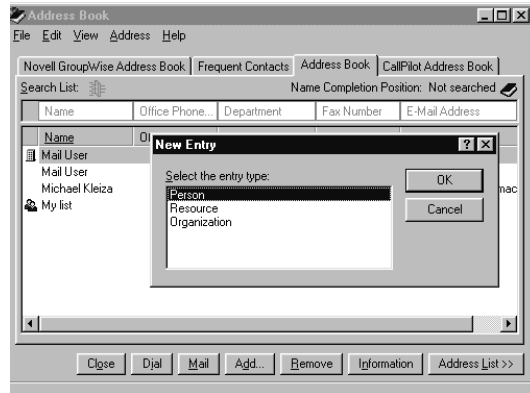 Address Book
File Edit View Address Help
Novell GroupWise Address Book Frequent Contacts Address Book CallPilot Address Book
Search List: Name Completion Position: Not searched
Name Office Phone... Department Fax Number E-Mail Address
Name
New Entry
Mail User
Select the entry type:
Mail User
OK
Person
Michael Kleiza
Resource
My list
Cancel
Organization
Close Dial Mail Add... Remove Information Address List >>